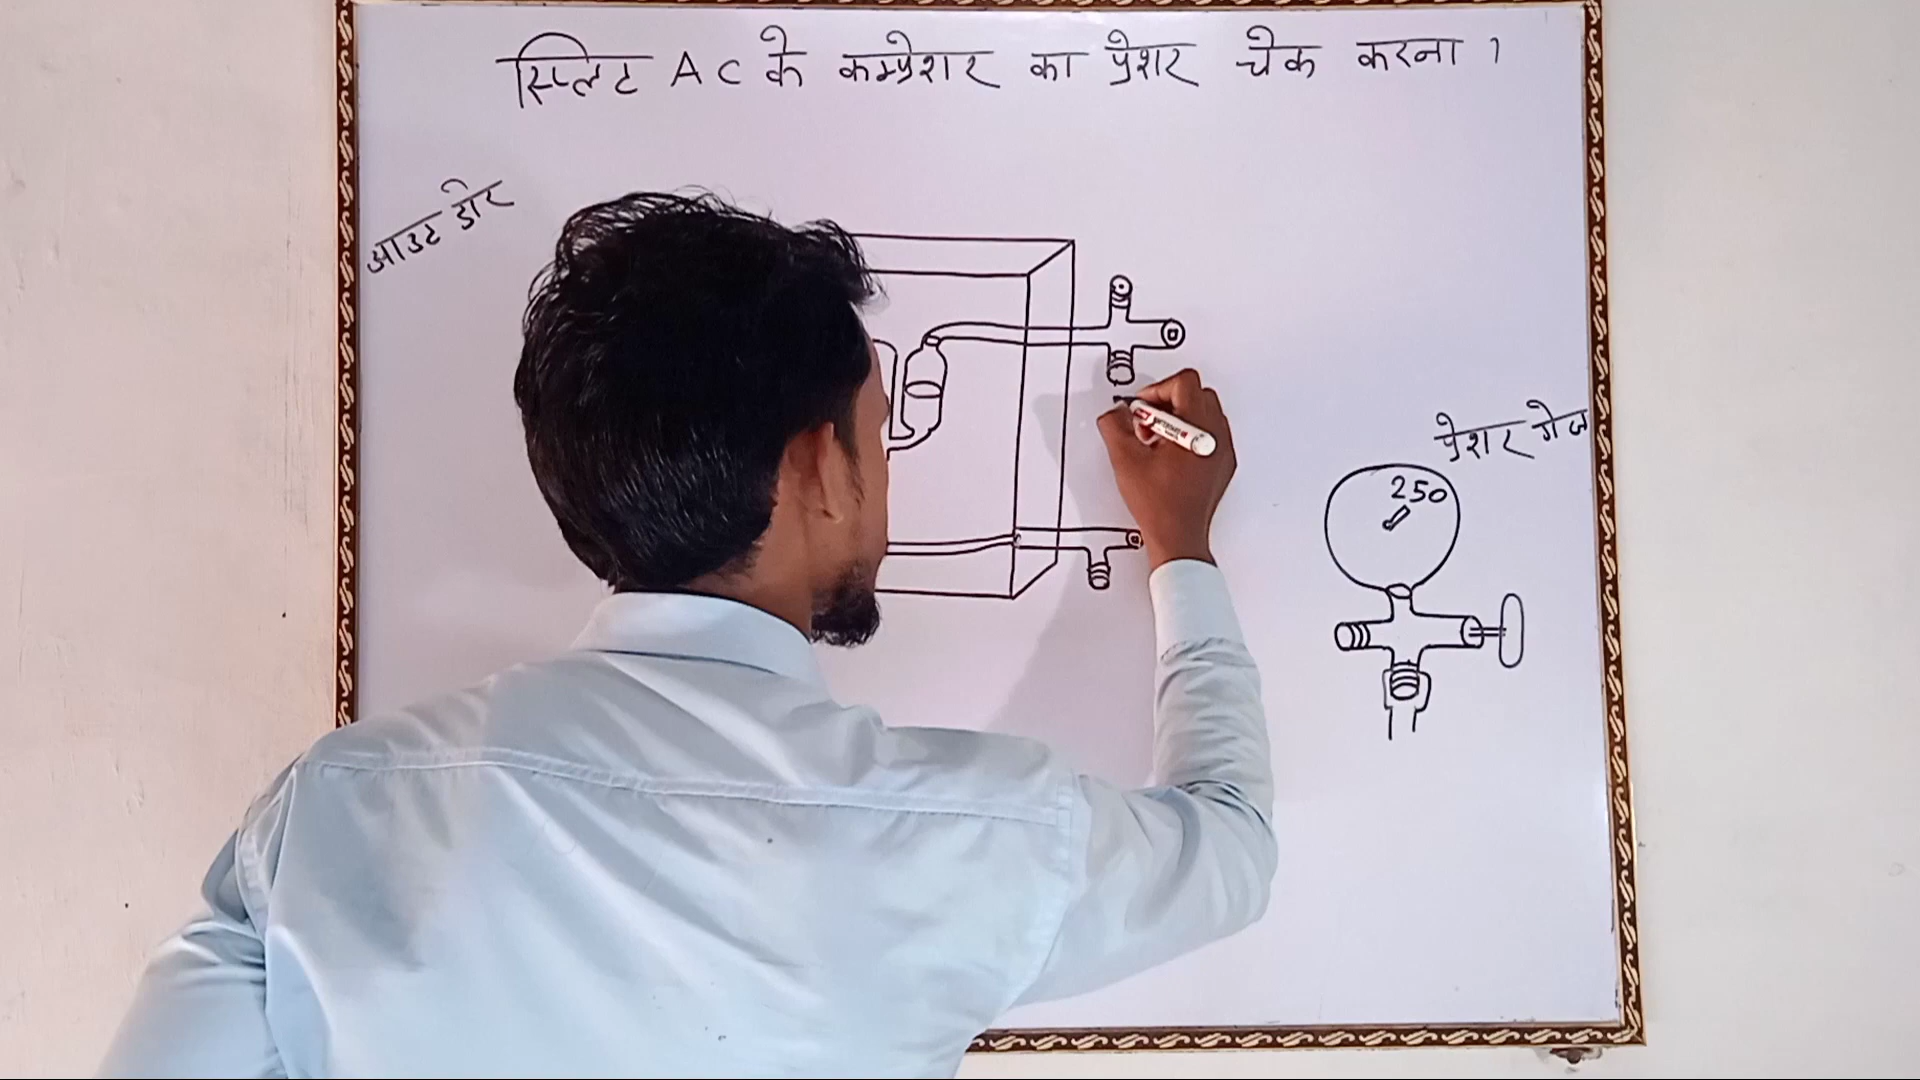 स्प्लिट AC के कम्प्रेशर का प्रेशर चेक करना ।
आउट डोर
प्रेशर गेज
250